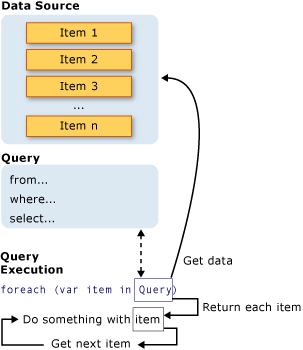 Data Source
Item 1
Item 2
Item 3
...
Item n
Query
from...
where...
select...
Query
Execution
Get data
foreach (var item in Query)
Return each item
Do something with item
Get next item